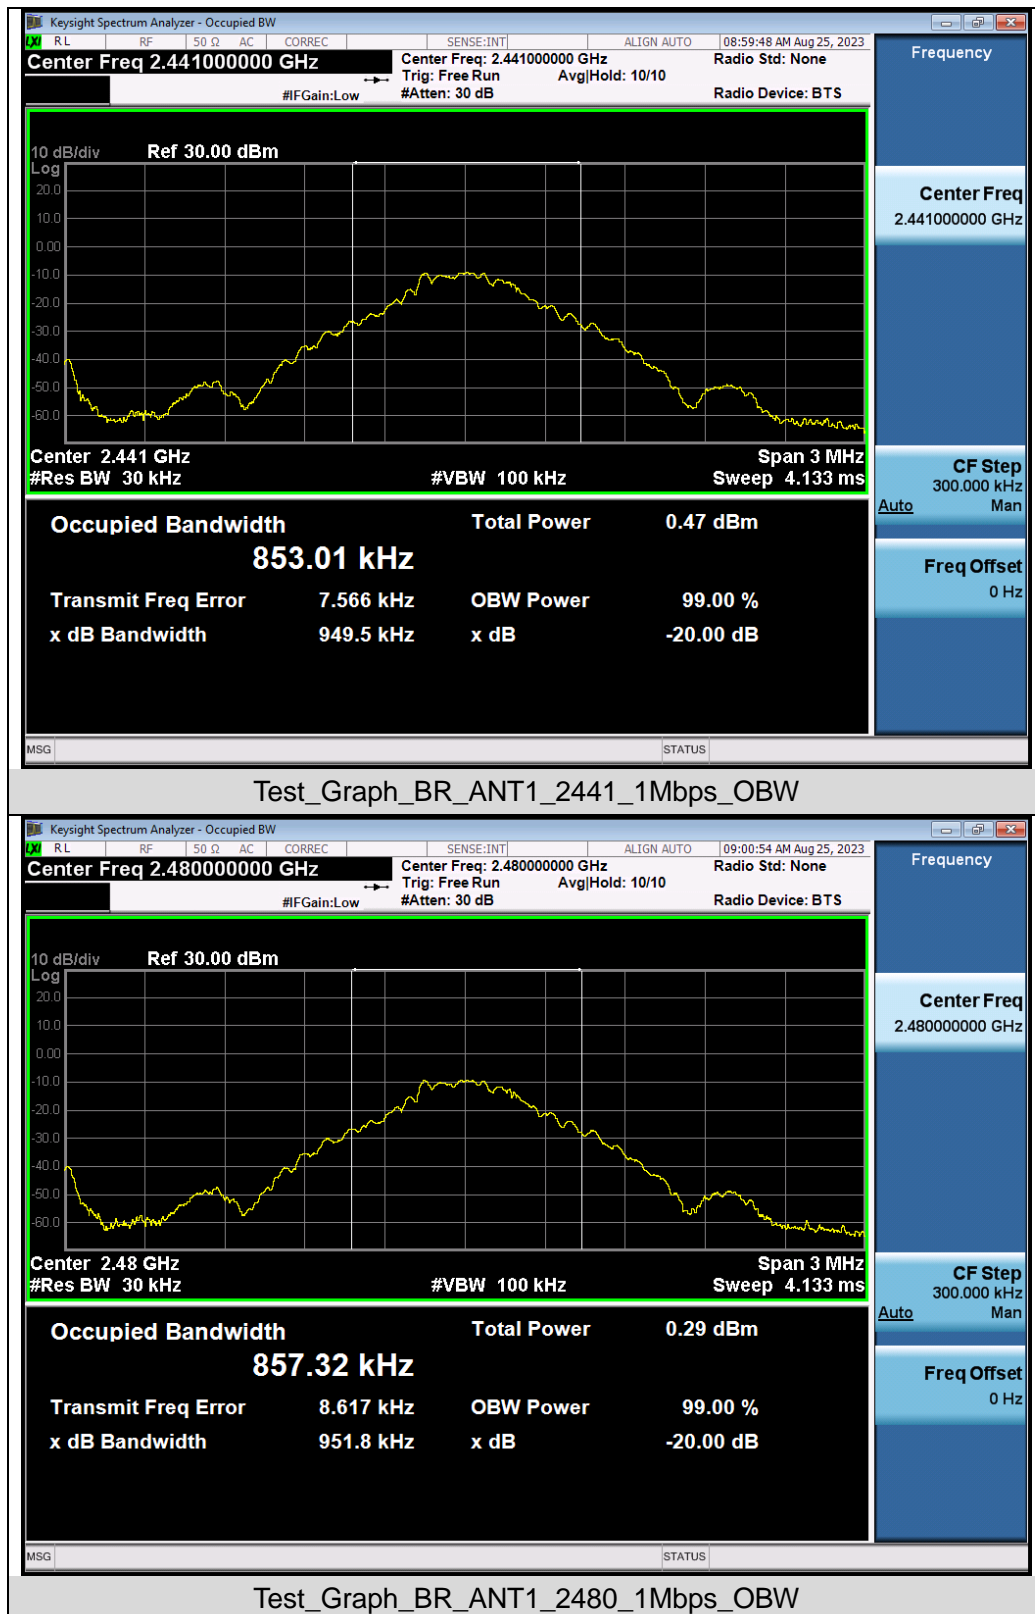 Keysight Spectrum Analyzer - Occupied BW
LXI RL RF 50 Ω AC CORREC SENSE:INT ALIGN AUTO 08:59:48 AM Aug 25, 2023
Center Freq 2.441000000 GHz Center Freq: 2.441000000 GHz Radio Std: None
Trig: Free Run Avg|Hold: 10/10
#IFGain:Low #Atten: 30 dB Radio Device: BTS
Frequency
10 dB/div Ref 30.00 dBm
Log
20.0
10.0
0.00
-10.0
-20.0
-30.0
-40.0
-50.0
-60.0
Center 2.441 GHz Span 3 MHz
#Res BW 30 kHz #VBW 100 kHz Sweep 4.133 ms
Center Freq
2.441000000 GHz
CF Step
300.000 kHz
Auto Man
Freq Offset
0 Hz
Occupied Bandwidth Total Power 0.47 dBm
853.01 kHz
Transmit Freq Error 7.566 kHz OBW Power 99.00 %
x dB Bandwidth 949.5 kHz x dB -20.00 dB
MSG STATUS
Test_Graph_BR_ANT1_2441_1Mbps_OBW
Keysight Spectrum Analyzer - Occupied BW
LXI RL RF 50 Ω AC CORREC SENSE:INT ALIGN AUTO 09:00:54 AM Aug 25, 2023
Center Freq 2.480000000 GHz Center Freq: 2.480000000 GHz Radio Std: None
Trig: Free Run Avg|Hold: 10/10
#IFGain:Low #Atten: 30 dB Radio Device: BTS
Frequency
10 dB/div Ref 30.00 dBm
Log
20.0
10.0
0.00
-10.0
-20.0
-30.0
-40.0
-50.0
-60.0
Center 2.48 GHz Span 3 MHz
#Res BW 30 kHz #VBW 100 kHz Sweep 4.133 ms
Center Freq
2.480000000 GHz
CF Step
300.000 kHz
Auto Man
Freq Offset
0 Hz
Occupied Bandwidth Total Power 0.29 dBm
857.32 kHz
Transmit Freq Error 8.617 kHz OBW Power 99.00 %
x dB Bandwidth 951.8 kHz x dB -20.00 dB
MSG STATUS
Test_Graph_BR_ANT1_2480_1Mbps_OBW